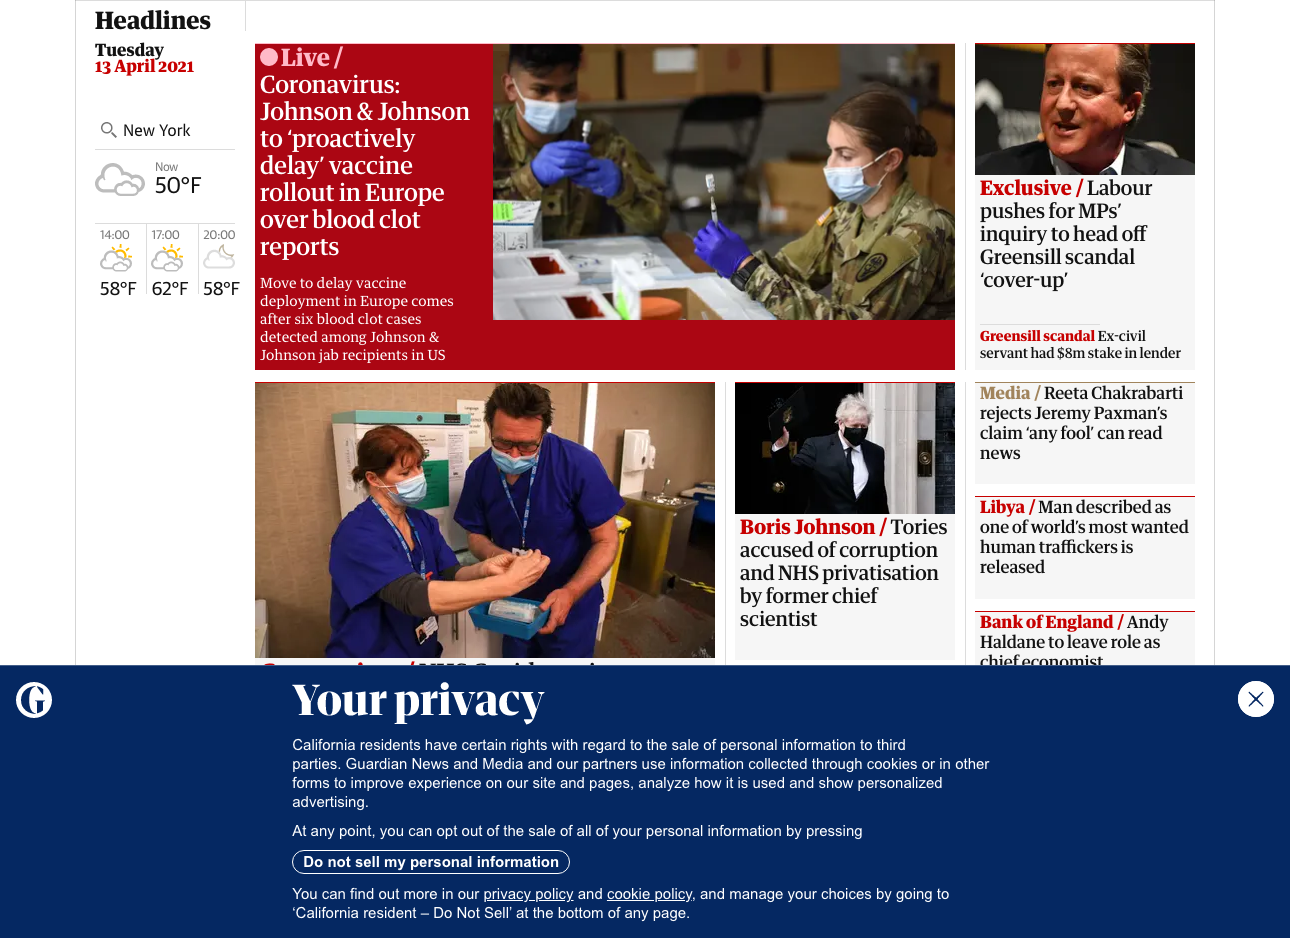 Headlines
Tuesday
13 April 2021
New York
Now
50°F
14:00
58°F
17:00
62°F
20:00
58°F
Live /
Coronavirus:
Johnson & Johnson
to ‘proactively
delay’ vaccine
rollout in Europe
over blood clot
reports
Move to delay vaccine
deployment in Europe comes
after six blood clot cases
detected among Johnson &
Johnson jab recipients in US
Exclusive / Labour
pushes for MPs’
inquiry to head off
Greensill scandal
‘cover-up’
Greensill scandal Ex-civil
servant had $8m stake in lender
Boris Johnson / Tories
accused of corruption
and NHS privatisation
by former chief
scientist
Media / Reeta Chakrabarti
rejects Jeremy Paxman’s
claim ‘any fool’ can read
news
Libya / Man described as
one of world’s most wanted
human traffickers is
released
Bank of England / Andy
Haldane to leave role as
chief economist
Your privacy
California residents have certain rights with regard to the sale of personal information to third
parties. Guardian News and Media and our partners use information collected through cookies or in other
forms to improve experience on our site and pages, analyze how it is used and show personalized
advertising.
At any point, you can opt out of the sale of all of your personal information by pressing
Do not sell my personal information
You can find out more in our privacy policy and cookie policy, and manage your choices by going to
‘California resident – Do Not Sell’ at the bottom of any page.